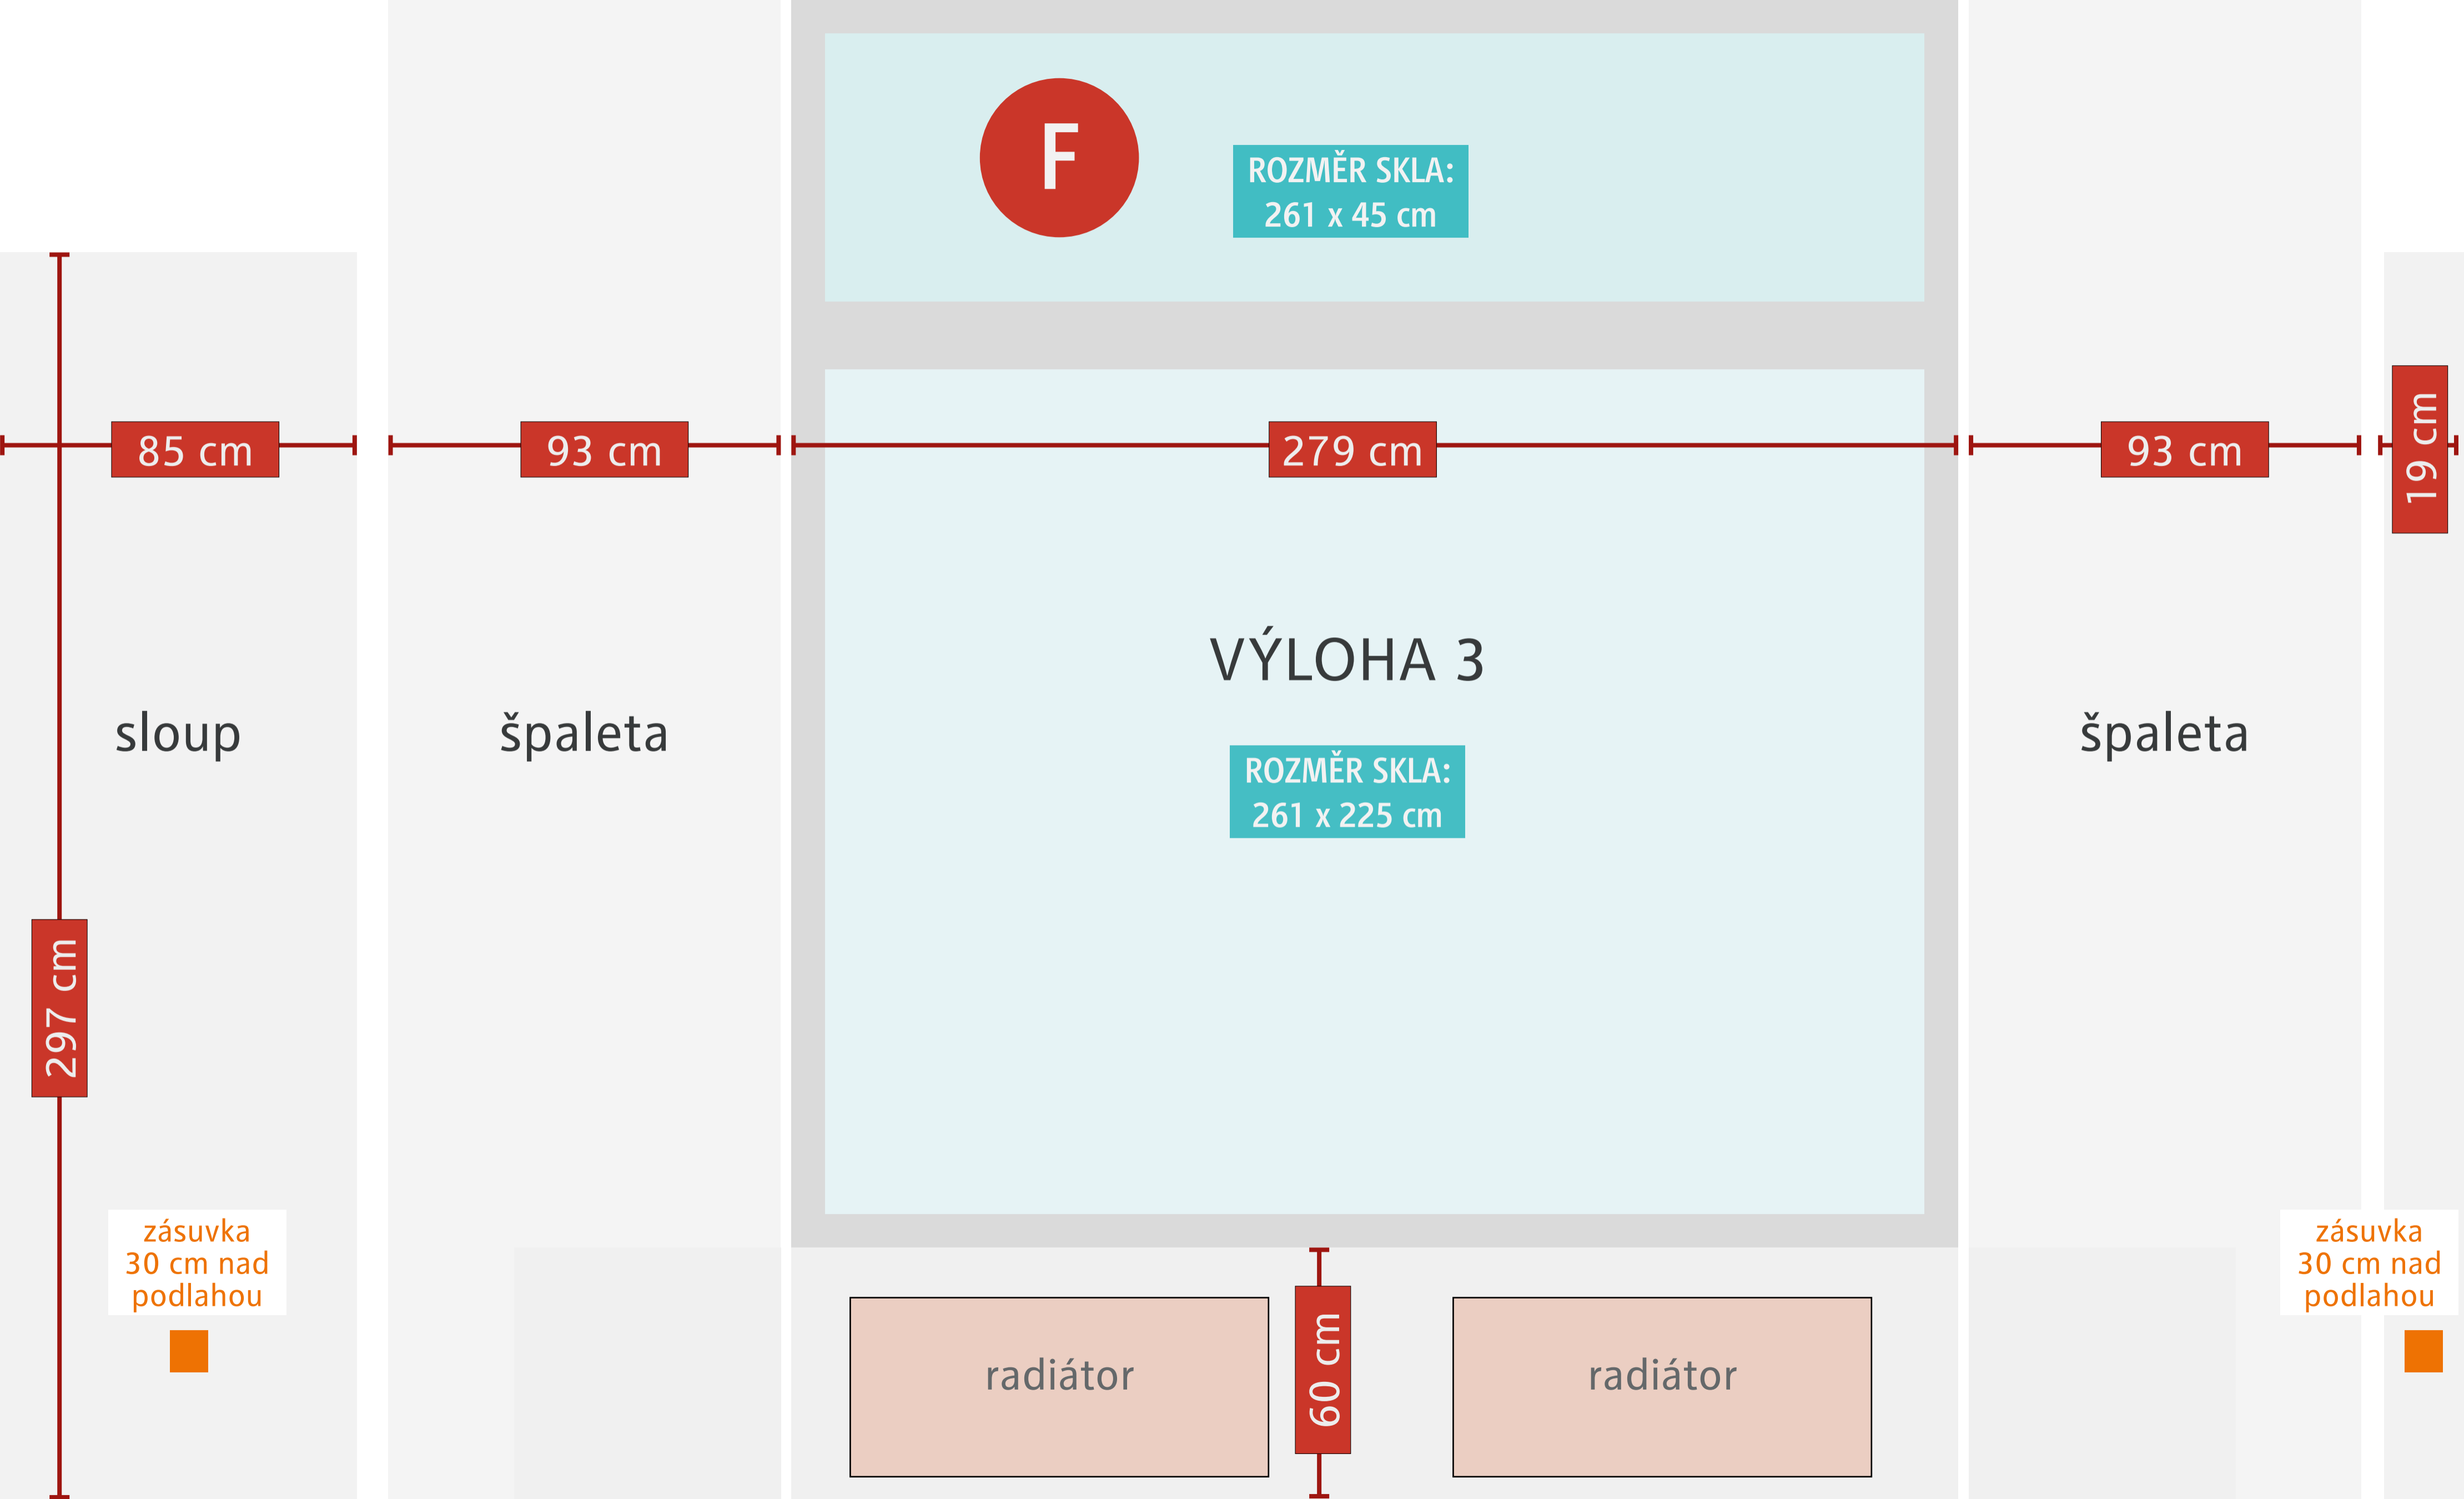 F
ROZMĚR SKLA:
261 x 45 cm
85 cm
93 cm
279 cm
93 cm
19 cm
VÝLOHA 3
sloup
špaleta
špaleta
ROZMĚR SKLA:
261 x 225 cm
297 cm
zásuvka
30 cm nad
podlahou
zásuvka
30 cm nad
podlahou
radiátor
60 cm
radiátor